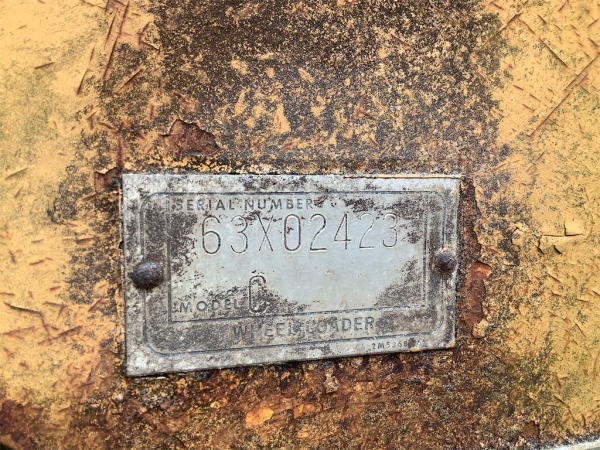 SERIAL NUMBER
63X02423
MODEL C
WHEEL LOADER